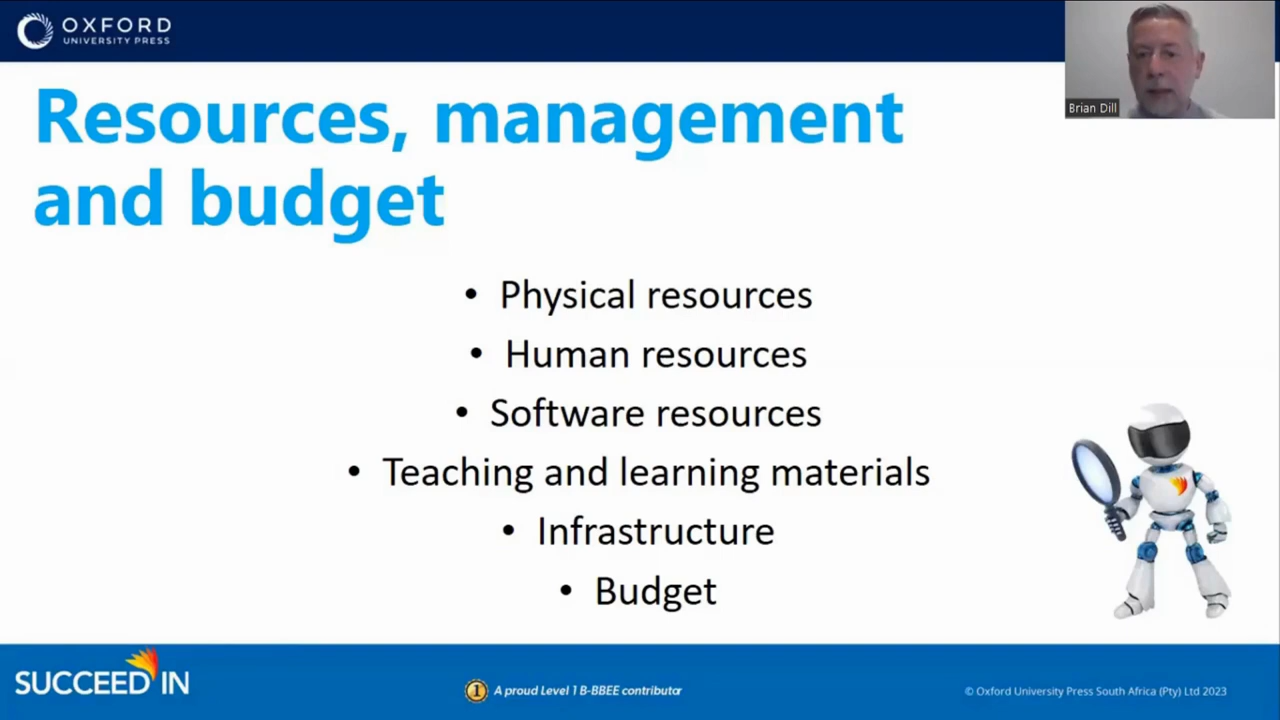 OXFORD
UNIVERSITY PRESS
Brian Dill
Resources, management
and budget
• Physical resources
• Human resources
• Software resources
• Teaching and learning materials
• Infrastructure
• Budget
SUCCEED IN
1 A proud Level 1 B-BBEE contributor
© Oxford University Press South Africa (Pty) Ltd 2023